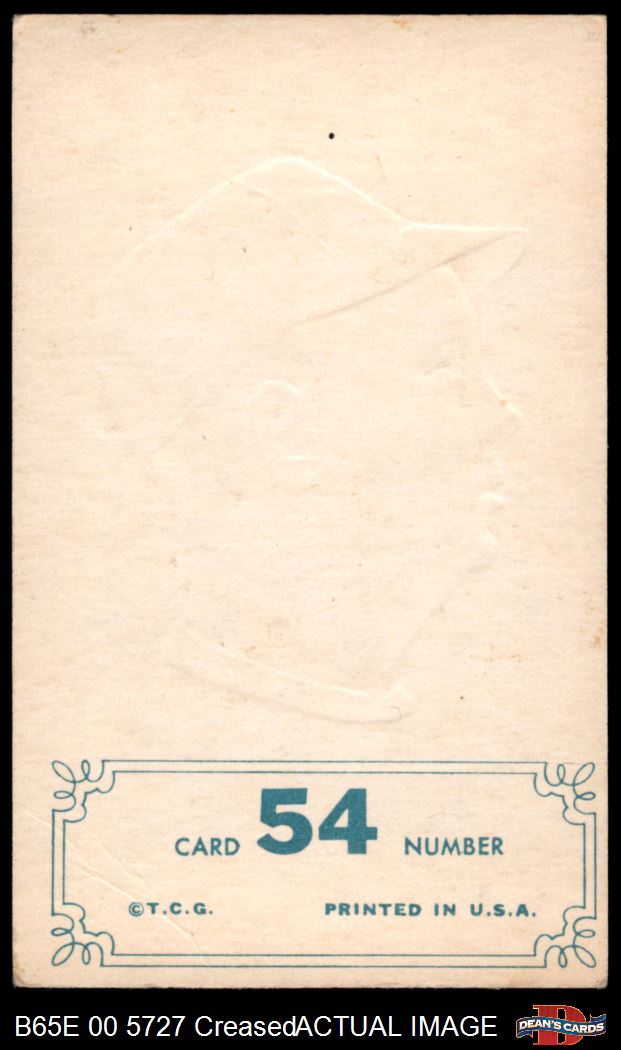 CARD 54 NUMBER
©T.C.G. PRINTED IN U.S.A.
B65E 00 5727 CreasedACTUAL IMAGE
DEAN'S CARDS